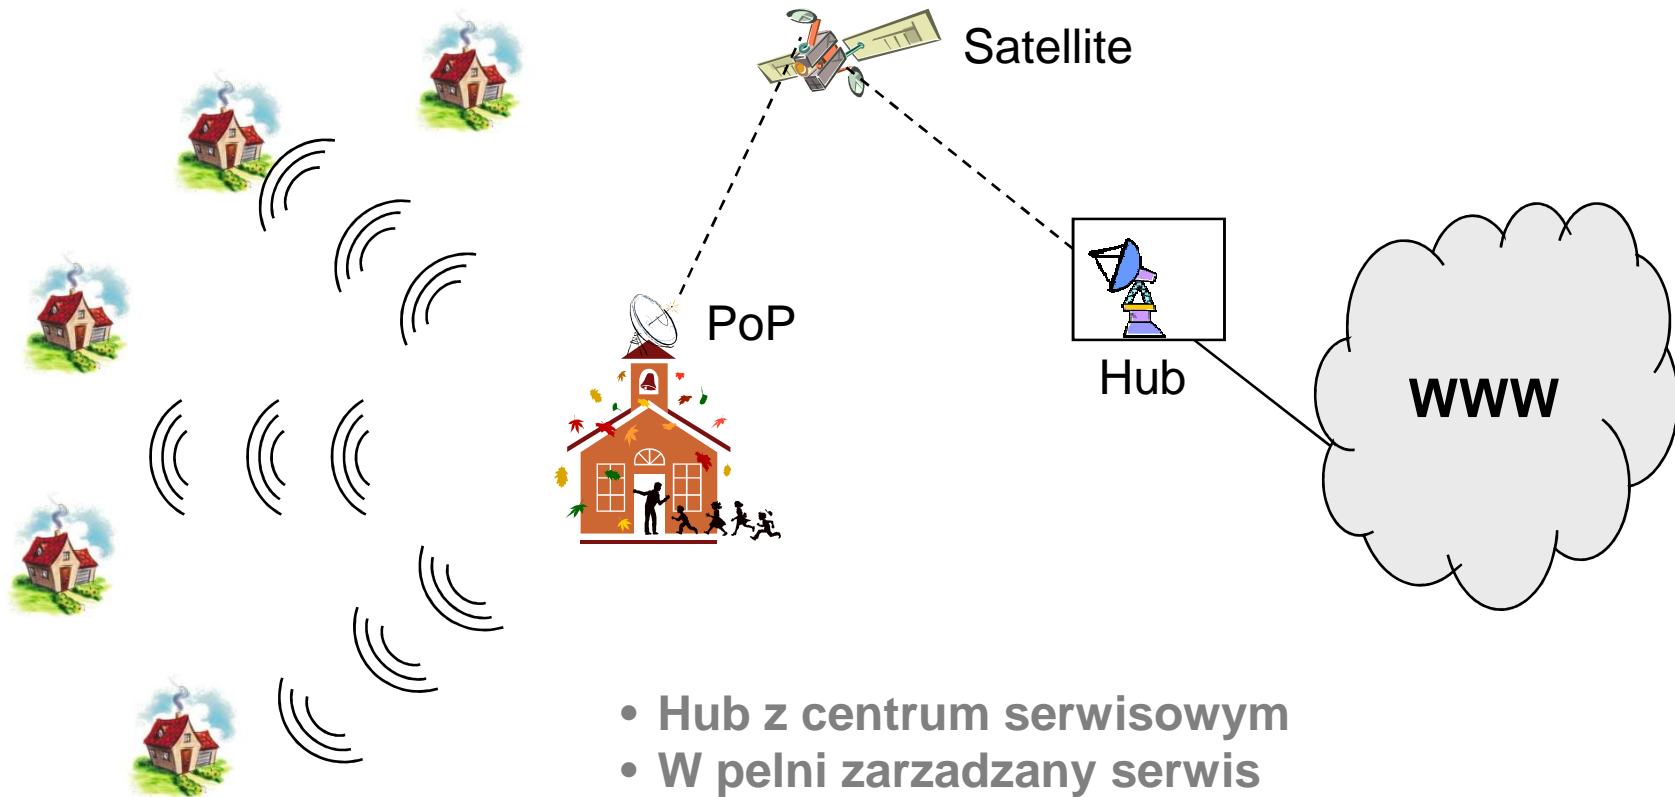 Satellite
PoP
Hub
WWW
• Hub z centrum serwisowym
• W pelni zarzadzany serwis